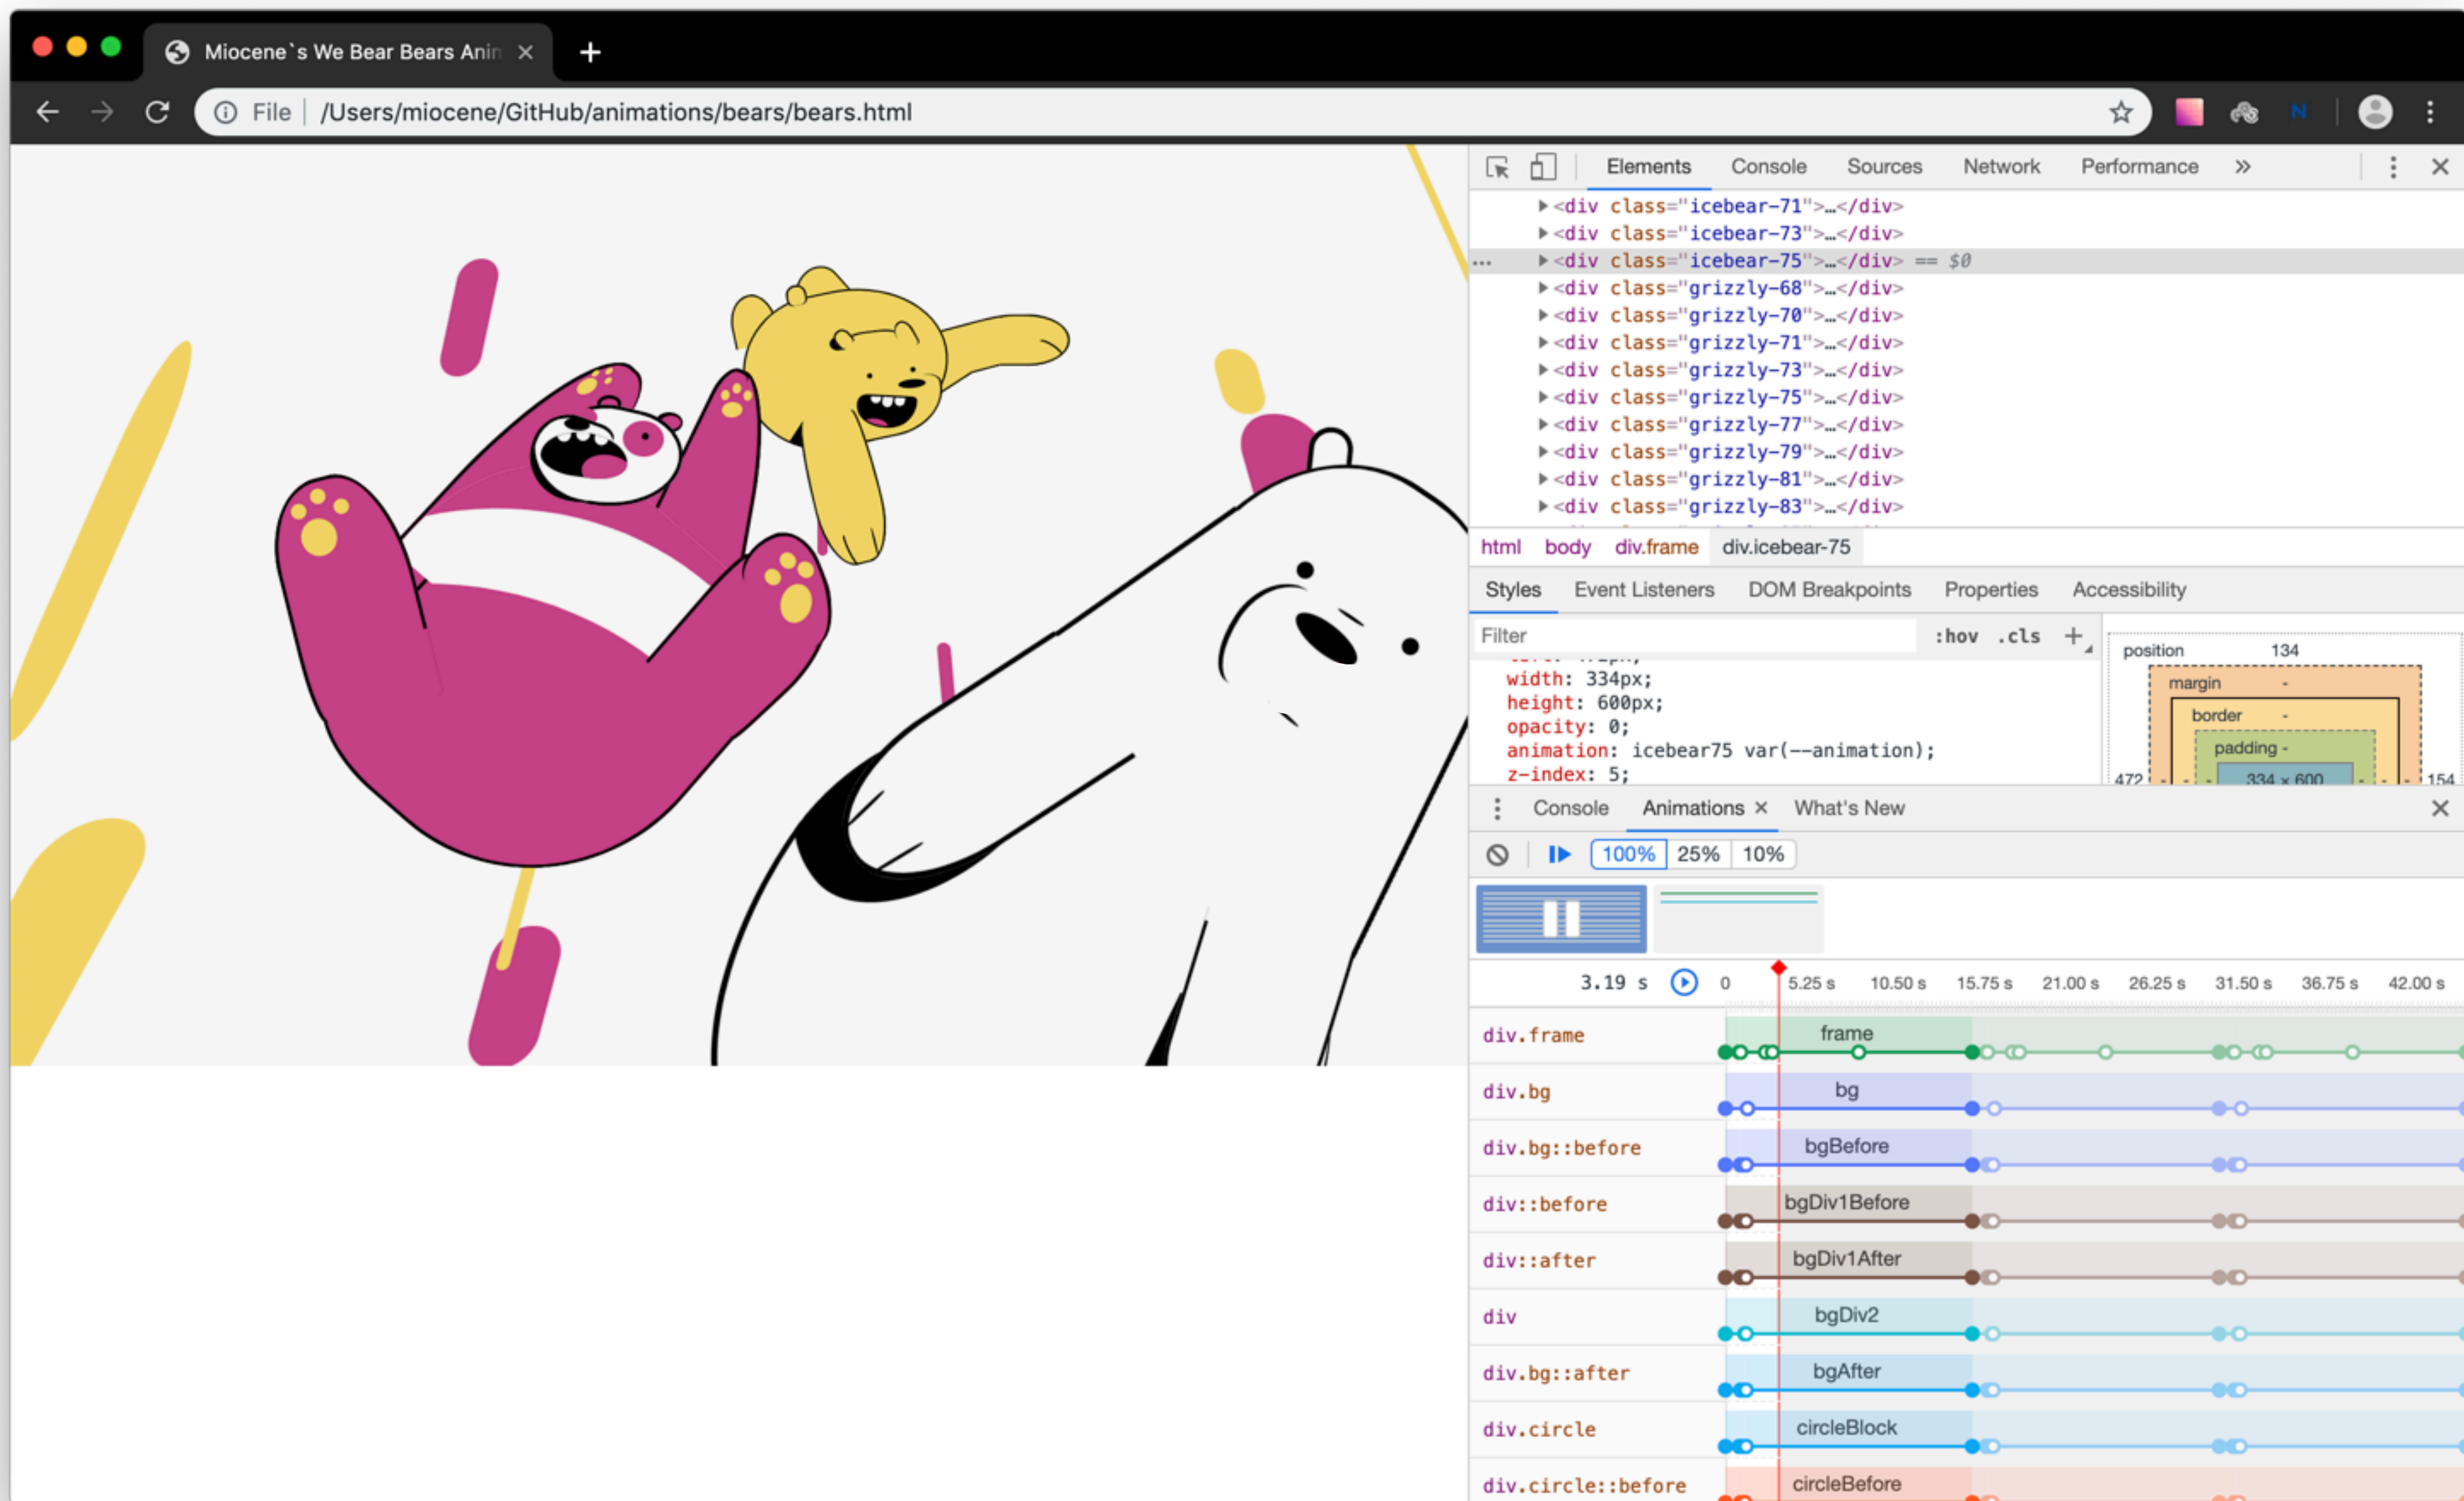 Miocene`s We Bear Bears Anim
File /Users/miocene/GitHub/animations/bears/bears.html
Elements Console Sources Network Performance »
<div class="icebear-71">…</div>
<div class="icebear-73">…</div>
… <div class="icebear-75">…</div> == $0
<div class="grizzly-68">…</div>
<div class="grizzly-70">…</div>
<div class="grizzly-71">…</div>
<div class="grizzly-73">…</div>
<div class="grizzly-75">…</div>
<div class="grizzly-77">…</div>
<div class="grizzly-79">…</div>
<div class="grizzly-81">…</div>
<div class="grizzly-83">…</div>
html body div.frame div.icebear-75
Styles Event Listeners DOM Breakpoints Properties Accessibility
Filter :hov .cls +
width: 334px;
height: 600px;
opacity: 0;
animation: icebear75 var(--animation);
z-index: 5;
position 134
margin -
border -
padding -
472 - - - 334 × 600 - - - 154
Console Animations × What's New
100% 25% 10%
3.19 s 0 5.25 s 10.50 s 15.75 s 21.00 s 26.25 s 31.50 s 36.75 s 42.00 s
div.frame frame
div.bg bg
div.bg::before bgBefore
div::before bgDiv1Before
div::after bgDiv1After
div bgDiv2
div.bg::after bgAfter
div.circle circleBlock
div.circle::before circleBefore